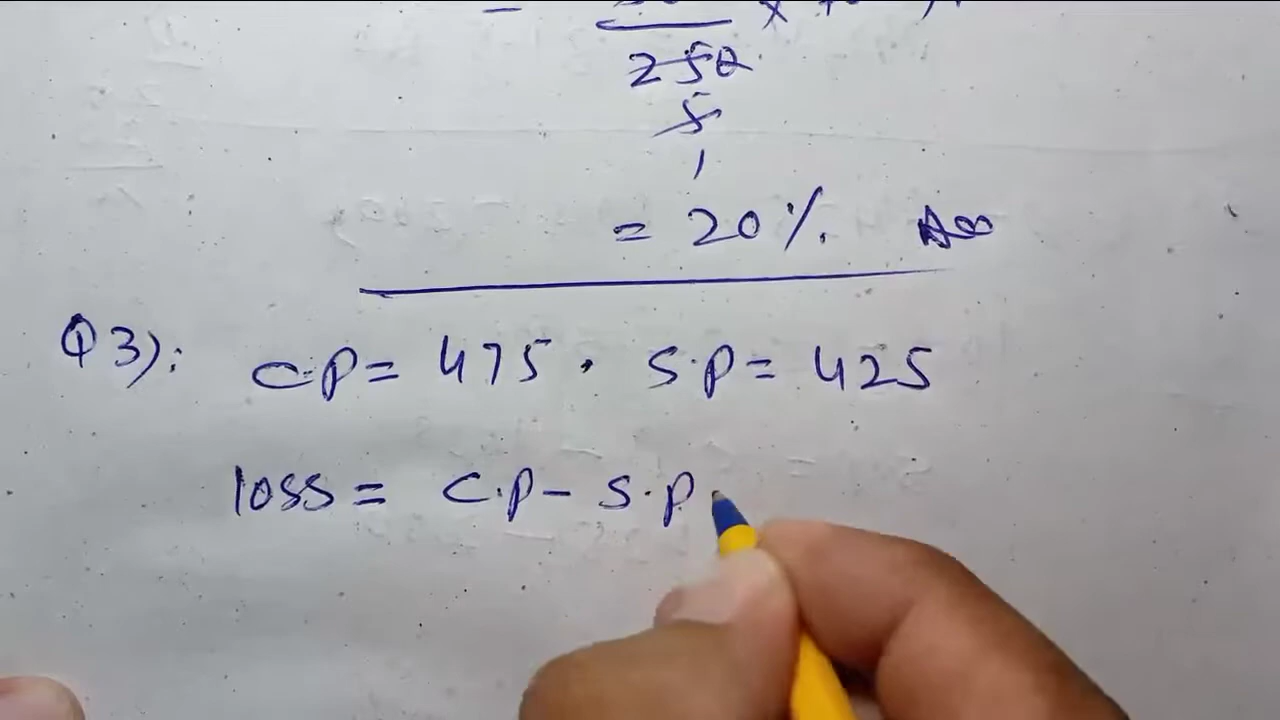 250
5
1
= 20%.
Q3): C.P = 475 . S.P = 425
loss = C.P - S.P